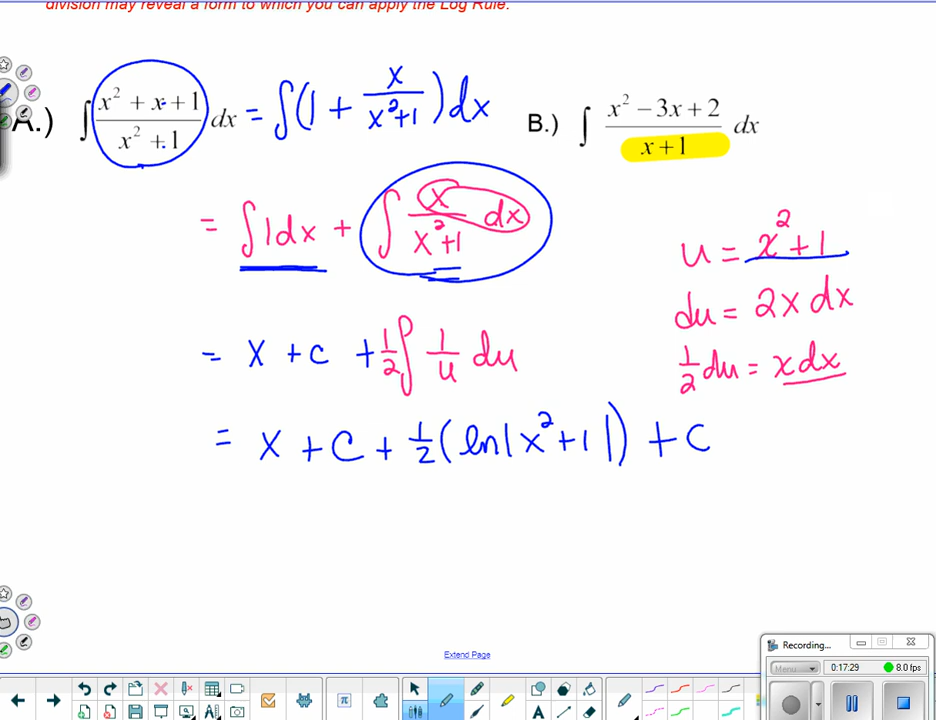 division may reveal a form to which you can apply the Log Rule.
A.) ∫ (x² + x + 1)/(x² + 1) dx = ∫(1 + x/(x²+1)) dx
B.) ∫ (x² − 3x + 2)/(x + 1) dx
= ∫1dx + ∫ x/(x²+1) dx
u = x² + 1
du = 2x dx
= x + c + ½∫ 1/u du
½ du = x dx
= x + C + ½(ln|x²+1|) + C
Extend Page
Recording...
Menu
0:17:29
8.0 fps
π
A